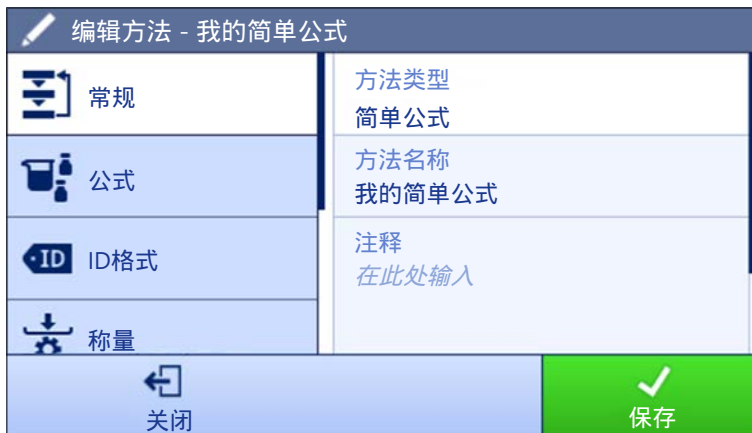 编辑方法 - 我的简单公式
常规
方法类型
简单公式
公式
方法名称
我的简单公式
ID
ID格式
注释
在此处输入
称量
关闭
保存